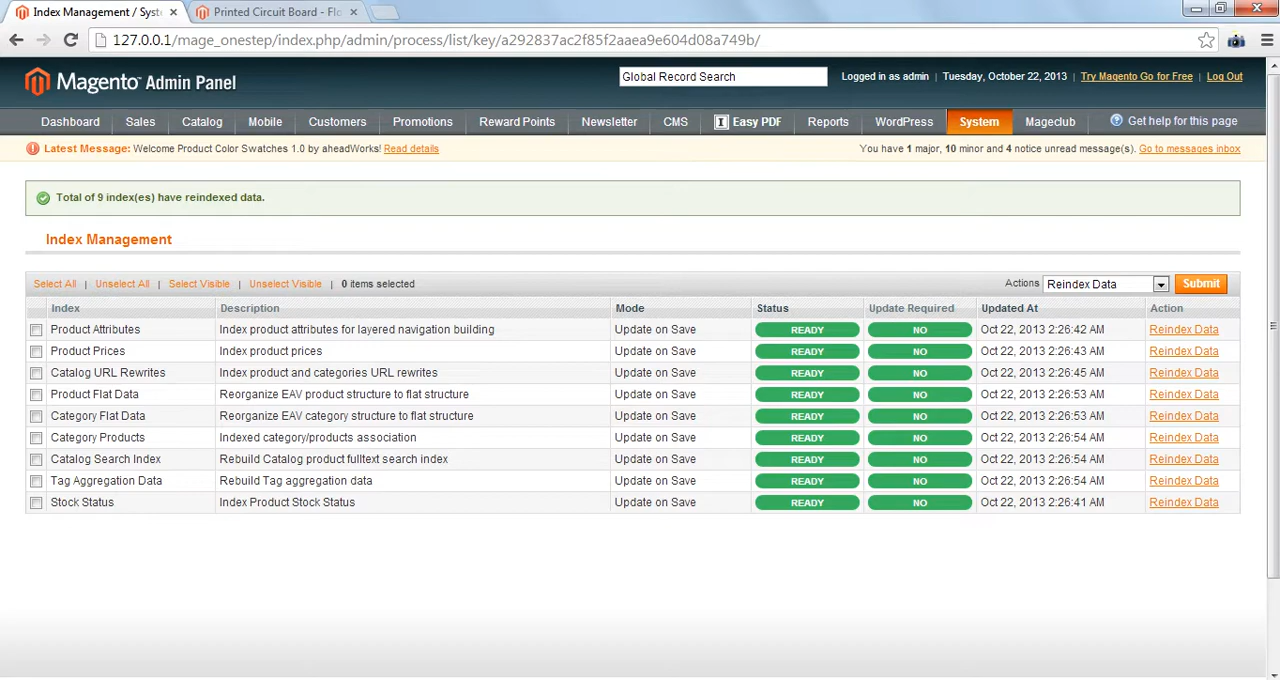 Index Management / Syst
Printed Circuit Board - Flo
127.0.0.1/mage_onestep/index.php/admin/process/list/key/a292837ac2f85f2aaea9e604d08a749b/
Magento Admin Panel
Global Record Search
Logged in as admin | Tuesday, October 22, 2013 | Try Magento Go for Free | Log Out
Dashboard Sales Catalog Mobile Customers Promotions Reward Points Newsletter CMS Easy PDF Reports WordPress System Mageclub Get help for this page
Latest Message: Welcome Product Color Swatches 1.0 by aheadWorks! Read details
You have 1 major, 10 minor and 4 notice unread message(s). Go to messages inbox
Total of 9 index(es) have reindexed data.
Index Management
Select All | Unselect All | Select Visible | Unselect Visible | 0 items selected
Actions Reindex Data Submit
Index Description Mode Status Update Required Updated At Action
Product Attributes Index product attributes for layered navigation building Update on Save READY NO Oct 22, 2013 2:26:42 AM Reindex Data
Product Prices Index product prices Update on Save READY NO Oct 22, 2013 2:26:43 AM Reindex Data
Catalog URL Rewrites Index product and categories URL rewrites Update on Save READY NO Oct 22, 2013 2:26:45 AM Reindex Data
Product Flat Data Reorganize EAV product structure to flat structure Update on Save READY NO Oct 22, 2013 2:26:53 AM Reindex Data
Category Flat Data Reorganize EAV category structure to flat structure Update on Save READY NO Oct 22, 2013 2:26:53 AM Reindex Data
Category Products Indexed category/products association Update on Save READY NO Oct 22, 2013 2:26:54 AM Reindex Data
Catalog Search Index Rebuild Catalog product fulltext search index Update on Save READY NO Oct 22, 2013 2:26:54 AM Reindex Data
Tag Aggregation Data Rebuild Tag aggregation data Update on Save READY NO Oct 22, 2013 2:26:54 AM Reindex Data
Stock Status Index Product Stock Status Update on Save READY NO Oct 22, 2013 2:26:41 AM Reindex Data